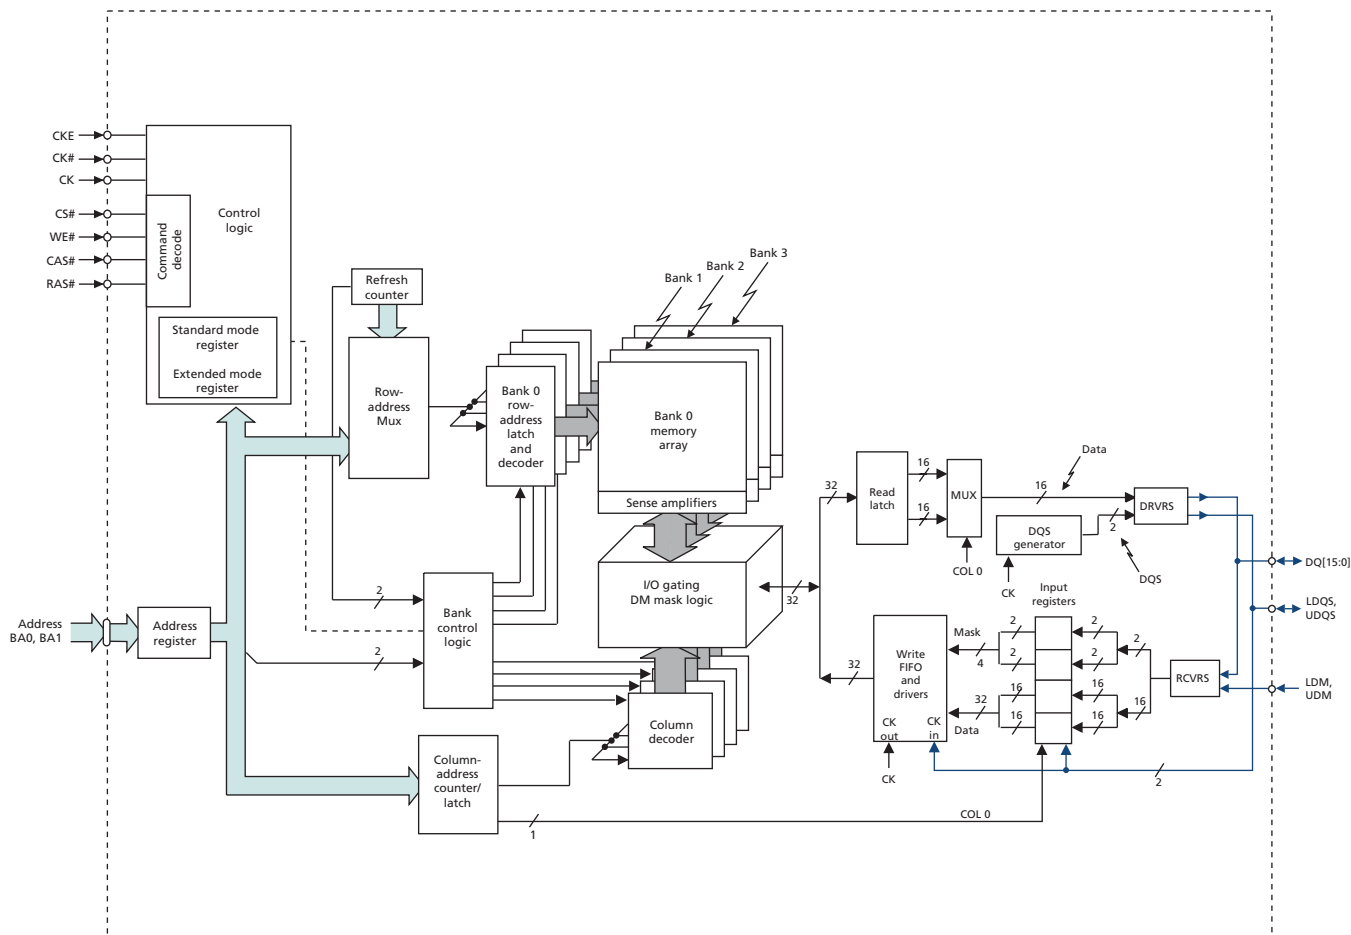 CKE
CK#
CK
CS#
WE#
CAS#
RAS#
Command
decode
Control
logic
Standard mode
register
Extended mode
register
Refresh
counter
Row-
address
Mux
Bank 0
row-
address
latch
and
decoder
Bank 1
Bank 2
Bank 3
Bank 0
memory
array
Sense amplifiers
I/O gating
DM mask logic
32
Address
BA0, BA1
Address
register
2
2
Bank
control
logic
Column
decoder
Column-
address
counter/
latch
1
COL 0
32
Read
latch
16
16
MUX
COL 0
16
Data
DQS
generator
CK
2
DQS
DRVRS
DQ[15:0]
LDQS,
UDQS
LDM,
UDM
RCVRS
Input
registers
2
2
2
2
2
16
16
16
16
16
Mask
4
32
Data
Write
FIFO
and
drivers
CK
out
CK
in
CK
32
2